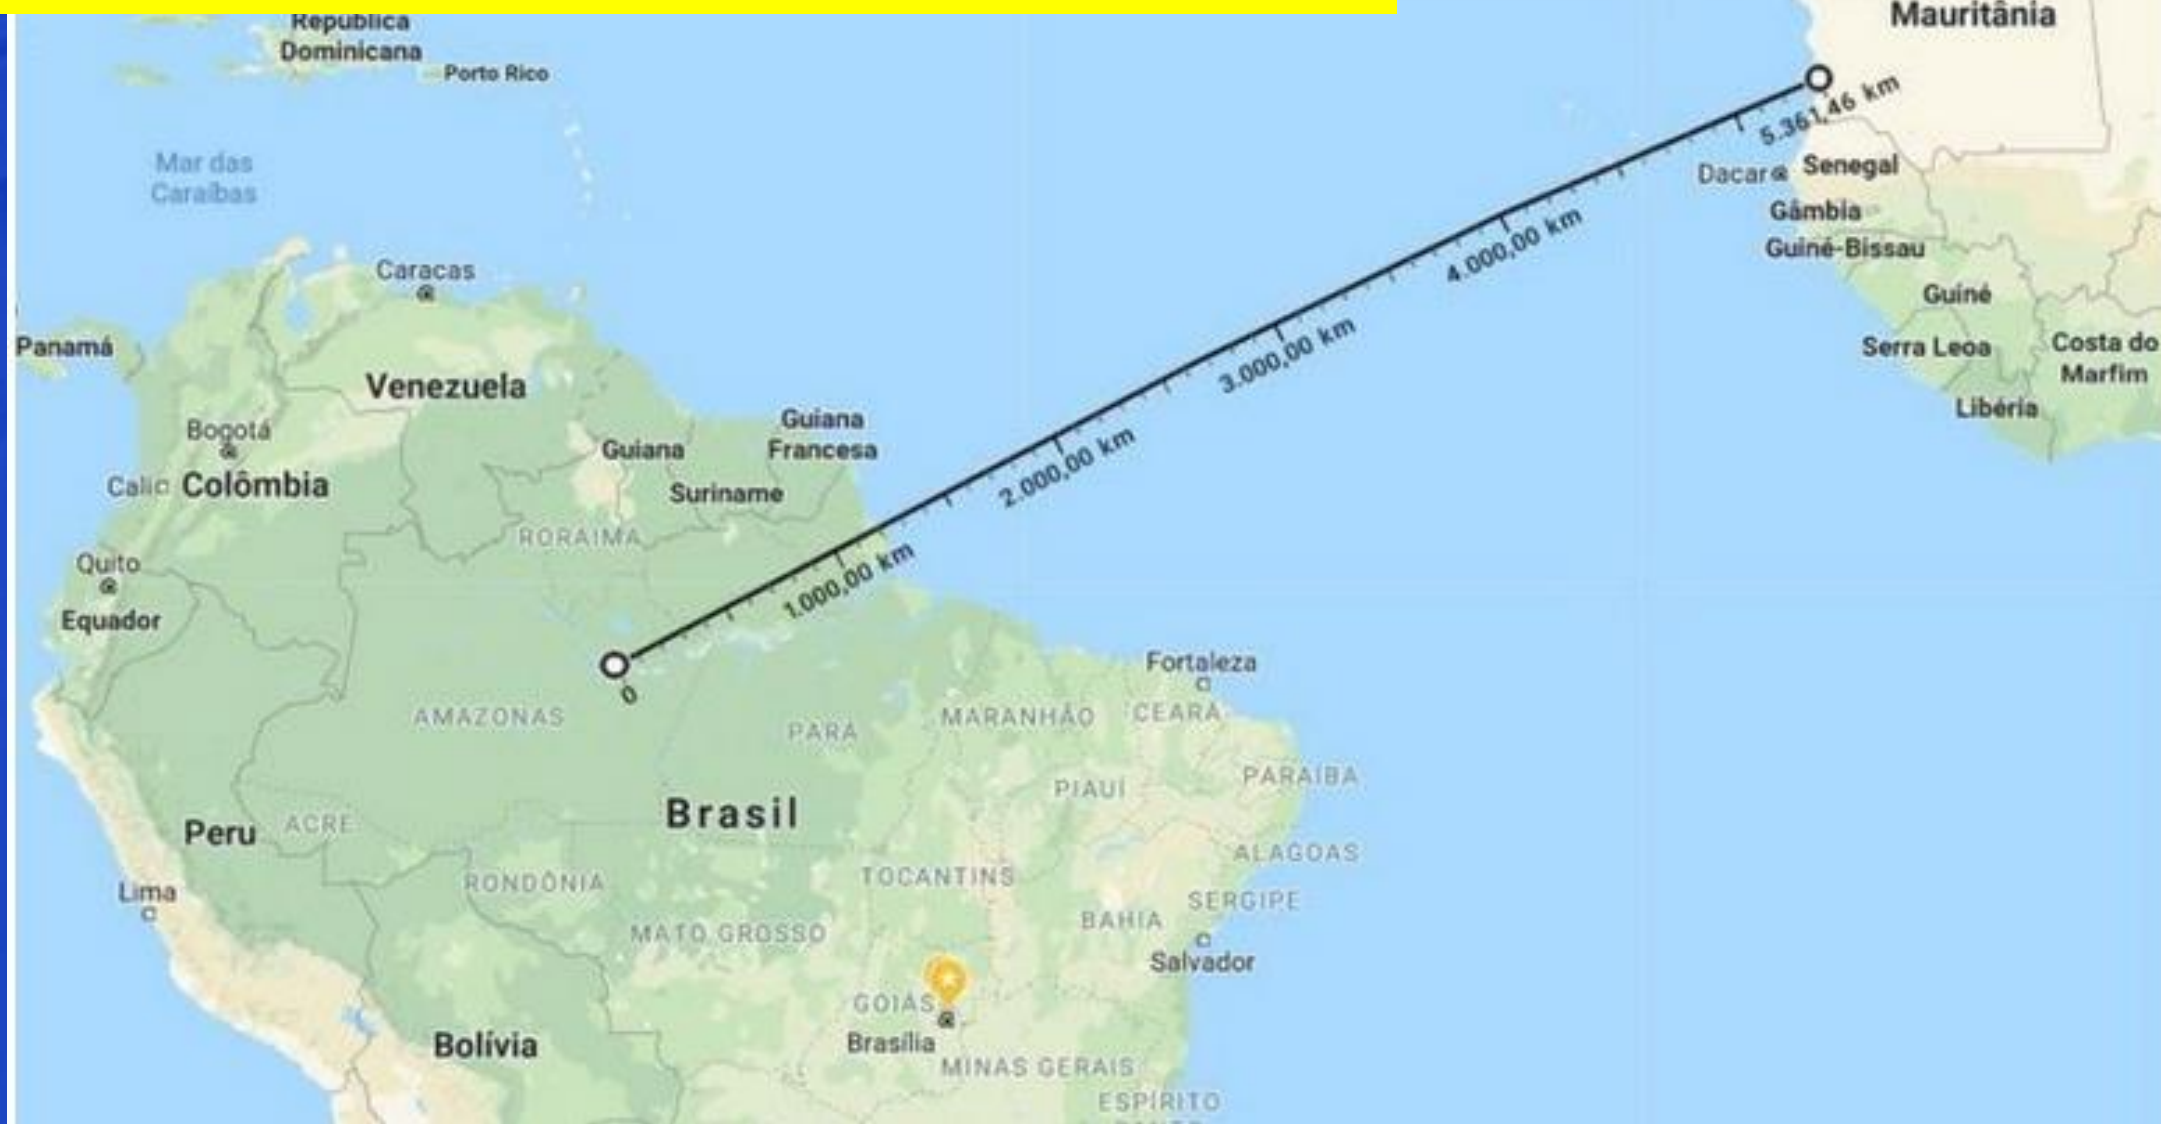 República
Dominicana
Porto Rico
Mauritânia
5.361,46 km
Mar das
Caraíbas
Dacar
Senegal
Gâmbia
Guiné-Bissau
4.000,00 km
Caracas
Guiné
Panamá
Serra Leoa
Costa do
Marfim
3.000,00 km
Venezuela
Libéria
Bogotá
Guiana
Guiana
Francesa
Cali
Colômbia
Suriname
2.000,00 km
RORAIMA
Quito
1.000,00 km
Equador
0
Fortaleza
AMAZONAS
PARÁ
MARANHÃO
CEARÁ
PIAUÍ
PARAÍBA
Brasil
Peru
ACRE
ALAGOAS
Lima
RONDÔNIA
TOCANTINS
SERGIPE
MATO GROSSO
BAHIA
Salvador
GOIÁS
Brasília
Bolívia
MINAS GERAIS
ESPÍRITO